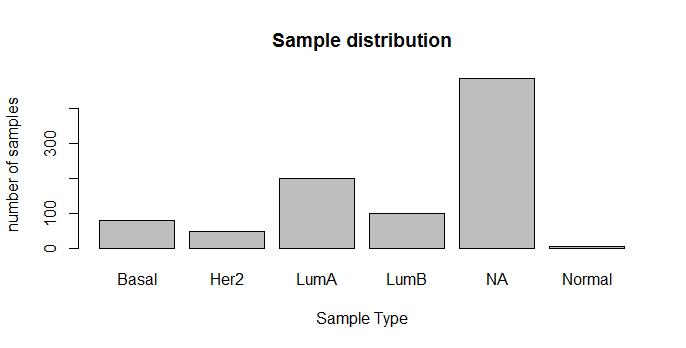 Sample distribution
number of samples
300
100
0
Basal Her2 LumA LumB NA Normal
Sample Type